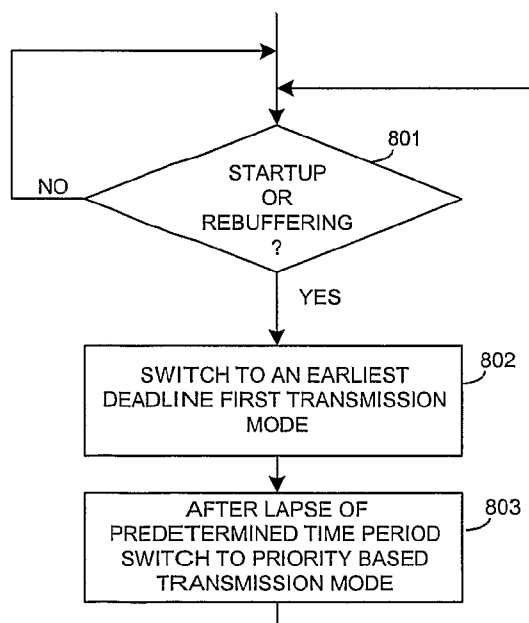 801
STARTUP
OR
REBUFFERING
?
NO
YES
802
SWITCH TO AN EARLIEST
DEADLINE FIRST TRANSMISSION
MODE
803
AFTER LAPSE OF
PREDETERMINED TIME PERIOD
SWITCH TO PRIORITY BASED
TRANSMISSION MODE